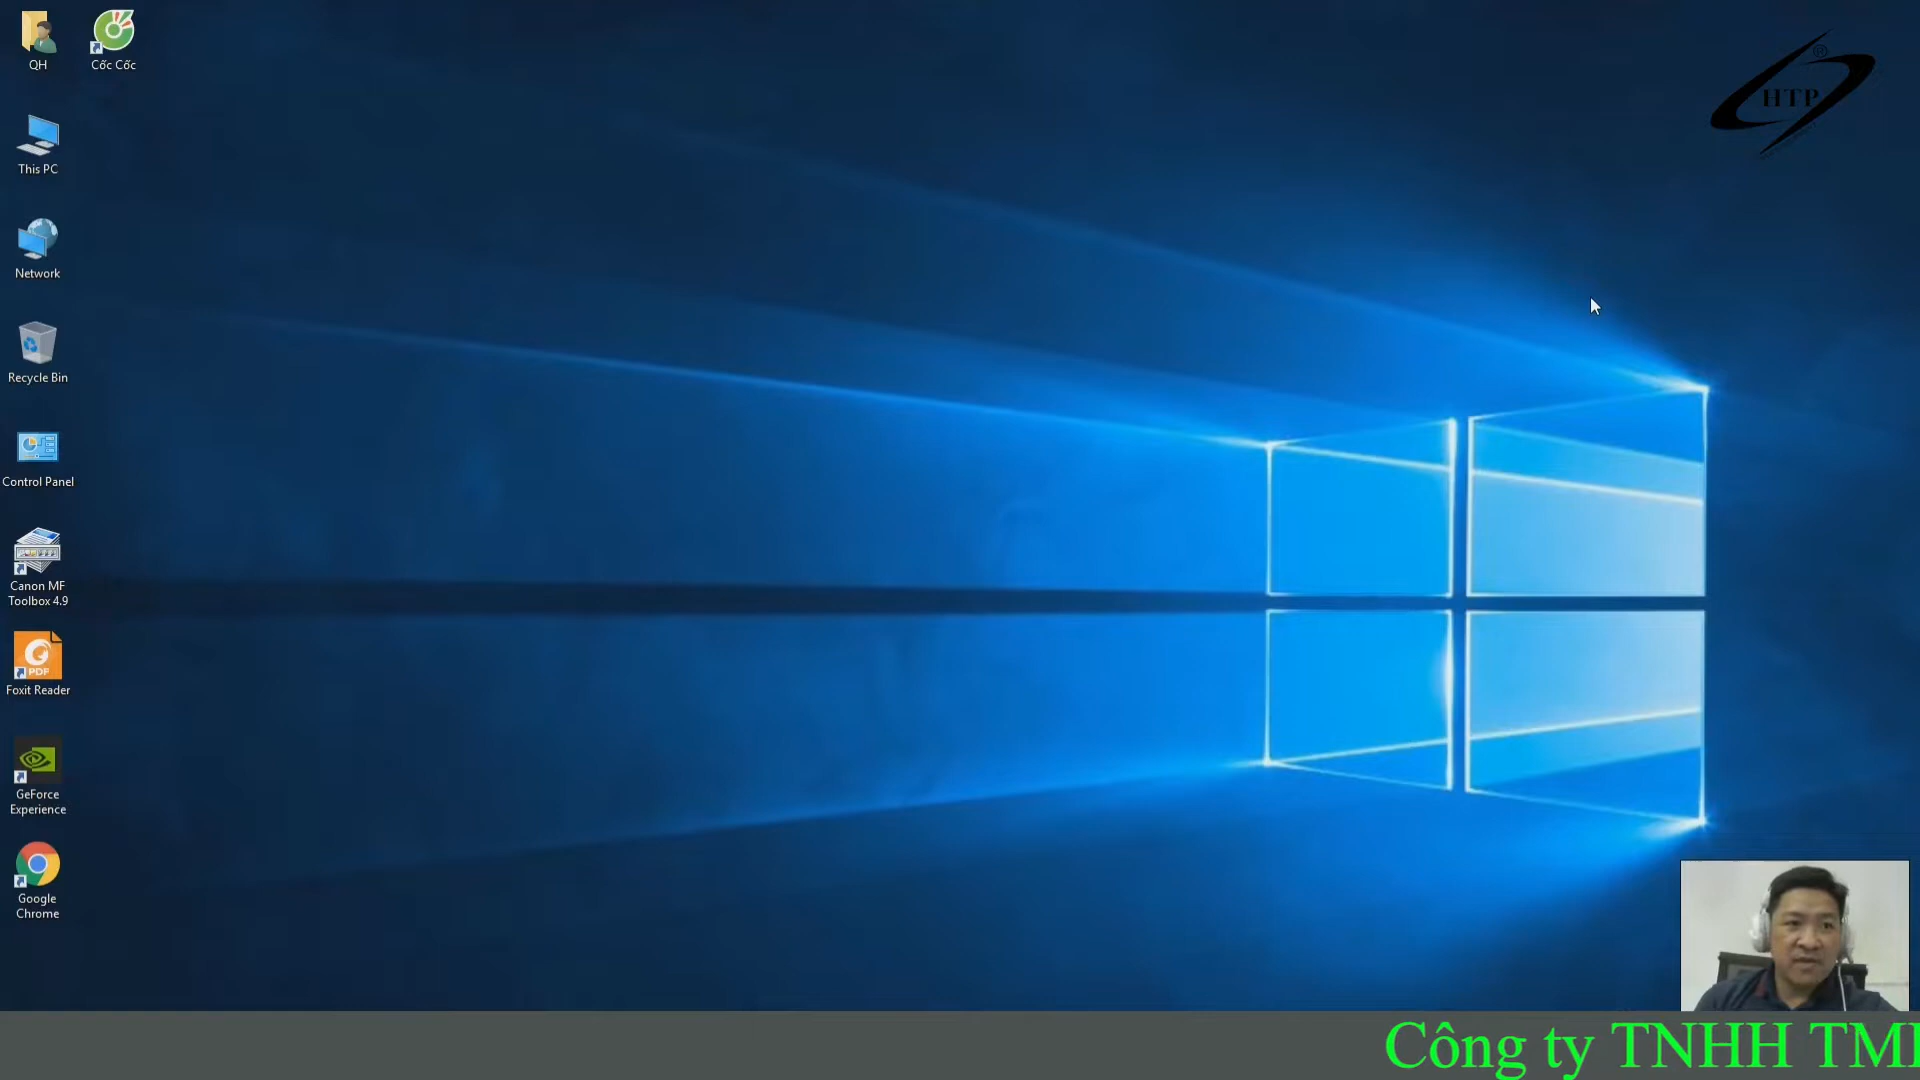 QH
Cốc Cốc
This PC
Network
Recycle Bin
Control Panel
Canon MF
Toolbox 4.9
PDF
Foxit Reader
GeForce
Experience
Google
Chrome
HTP
®
Công ty TNHH TM